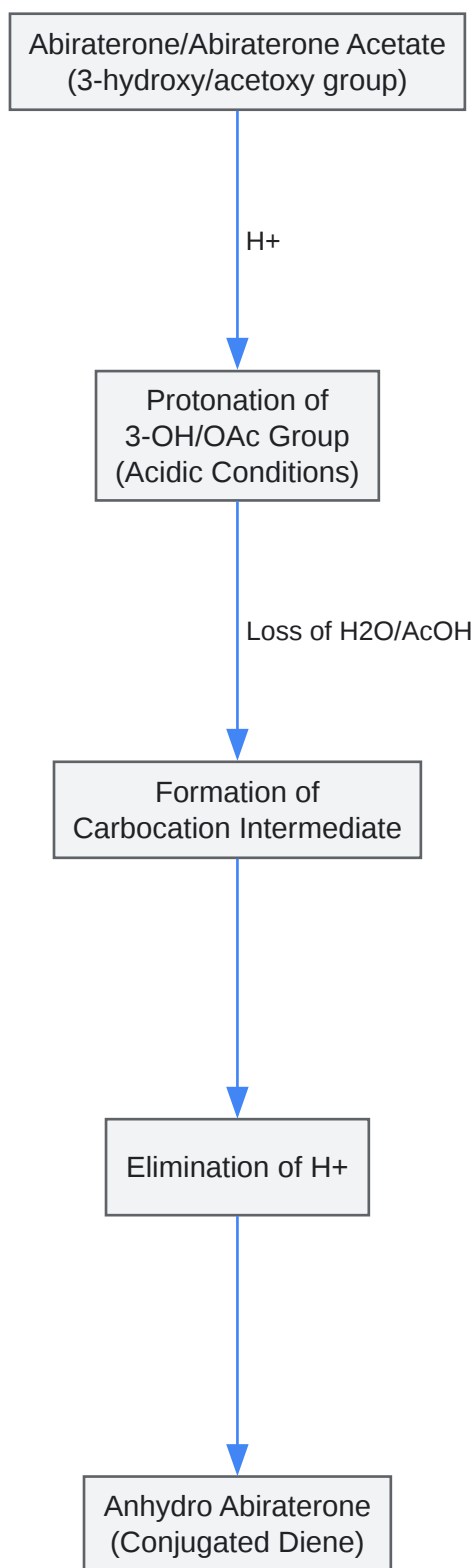 Abiraterone/Abiraterone Acetate
(3-hydroxy/acetoxy group)
H+
Protonation of
3-OH/OAc Group
(Acidic Conditions)
Loss of H2O/AcOH
Formation of
Carbocation Intermediate
Elimination of H+
Anhydro Abiraterone
(Conjugated Diene)